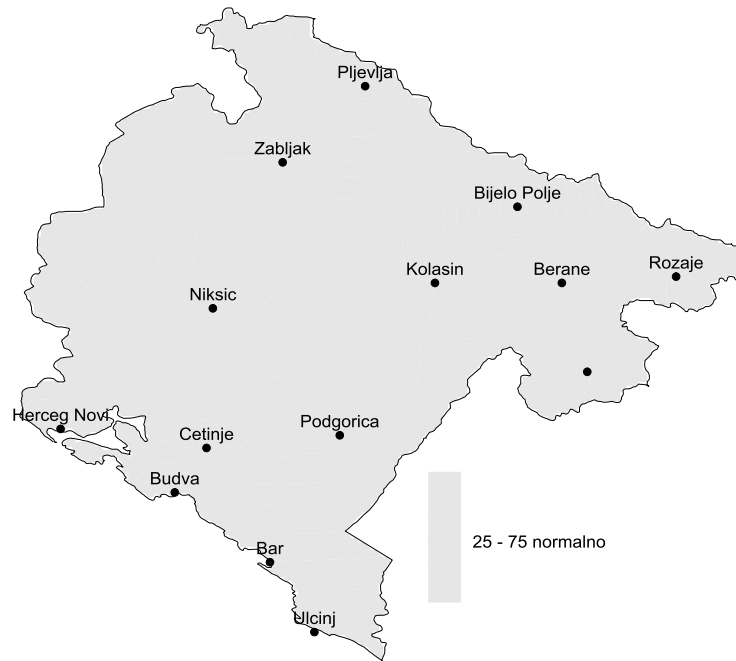 Pljevlja
Zabljak
Bijelo Polje
Rozaje
Kolasin
Berane
Niksic
Herceg Novi
Podgorica
Cetinje
Budva
25 - 75 normalno
Bar
Ulcinj